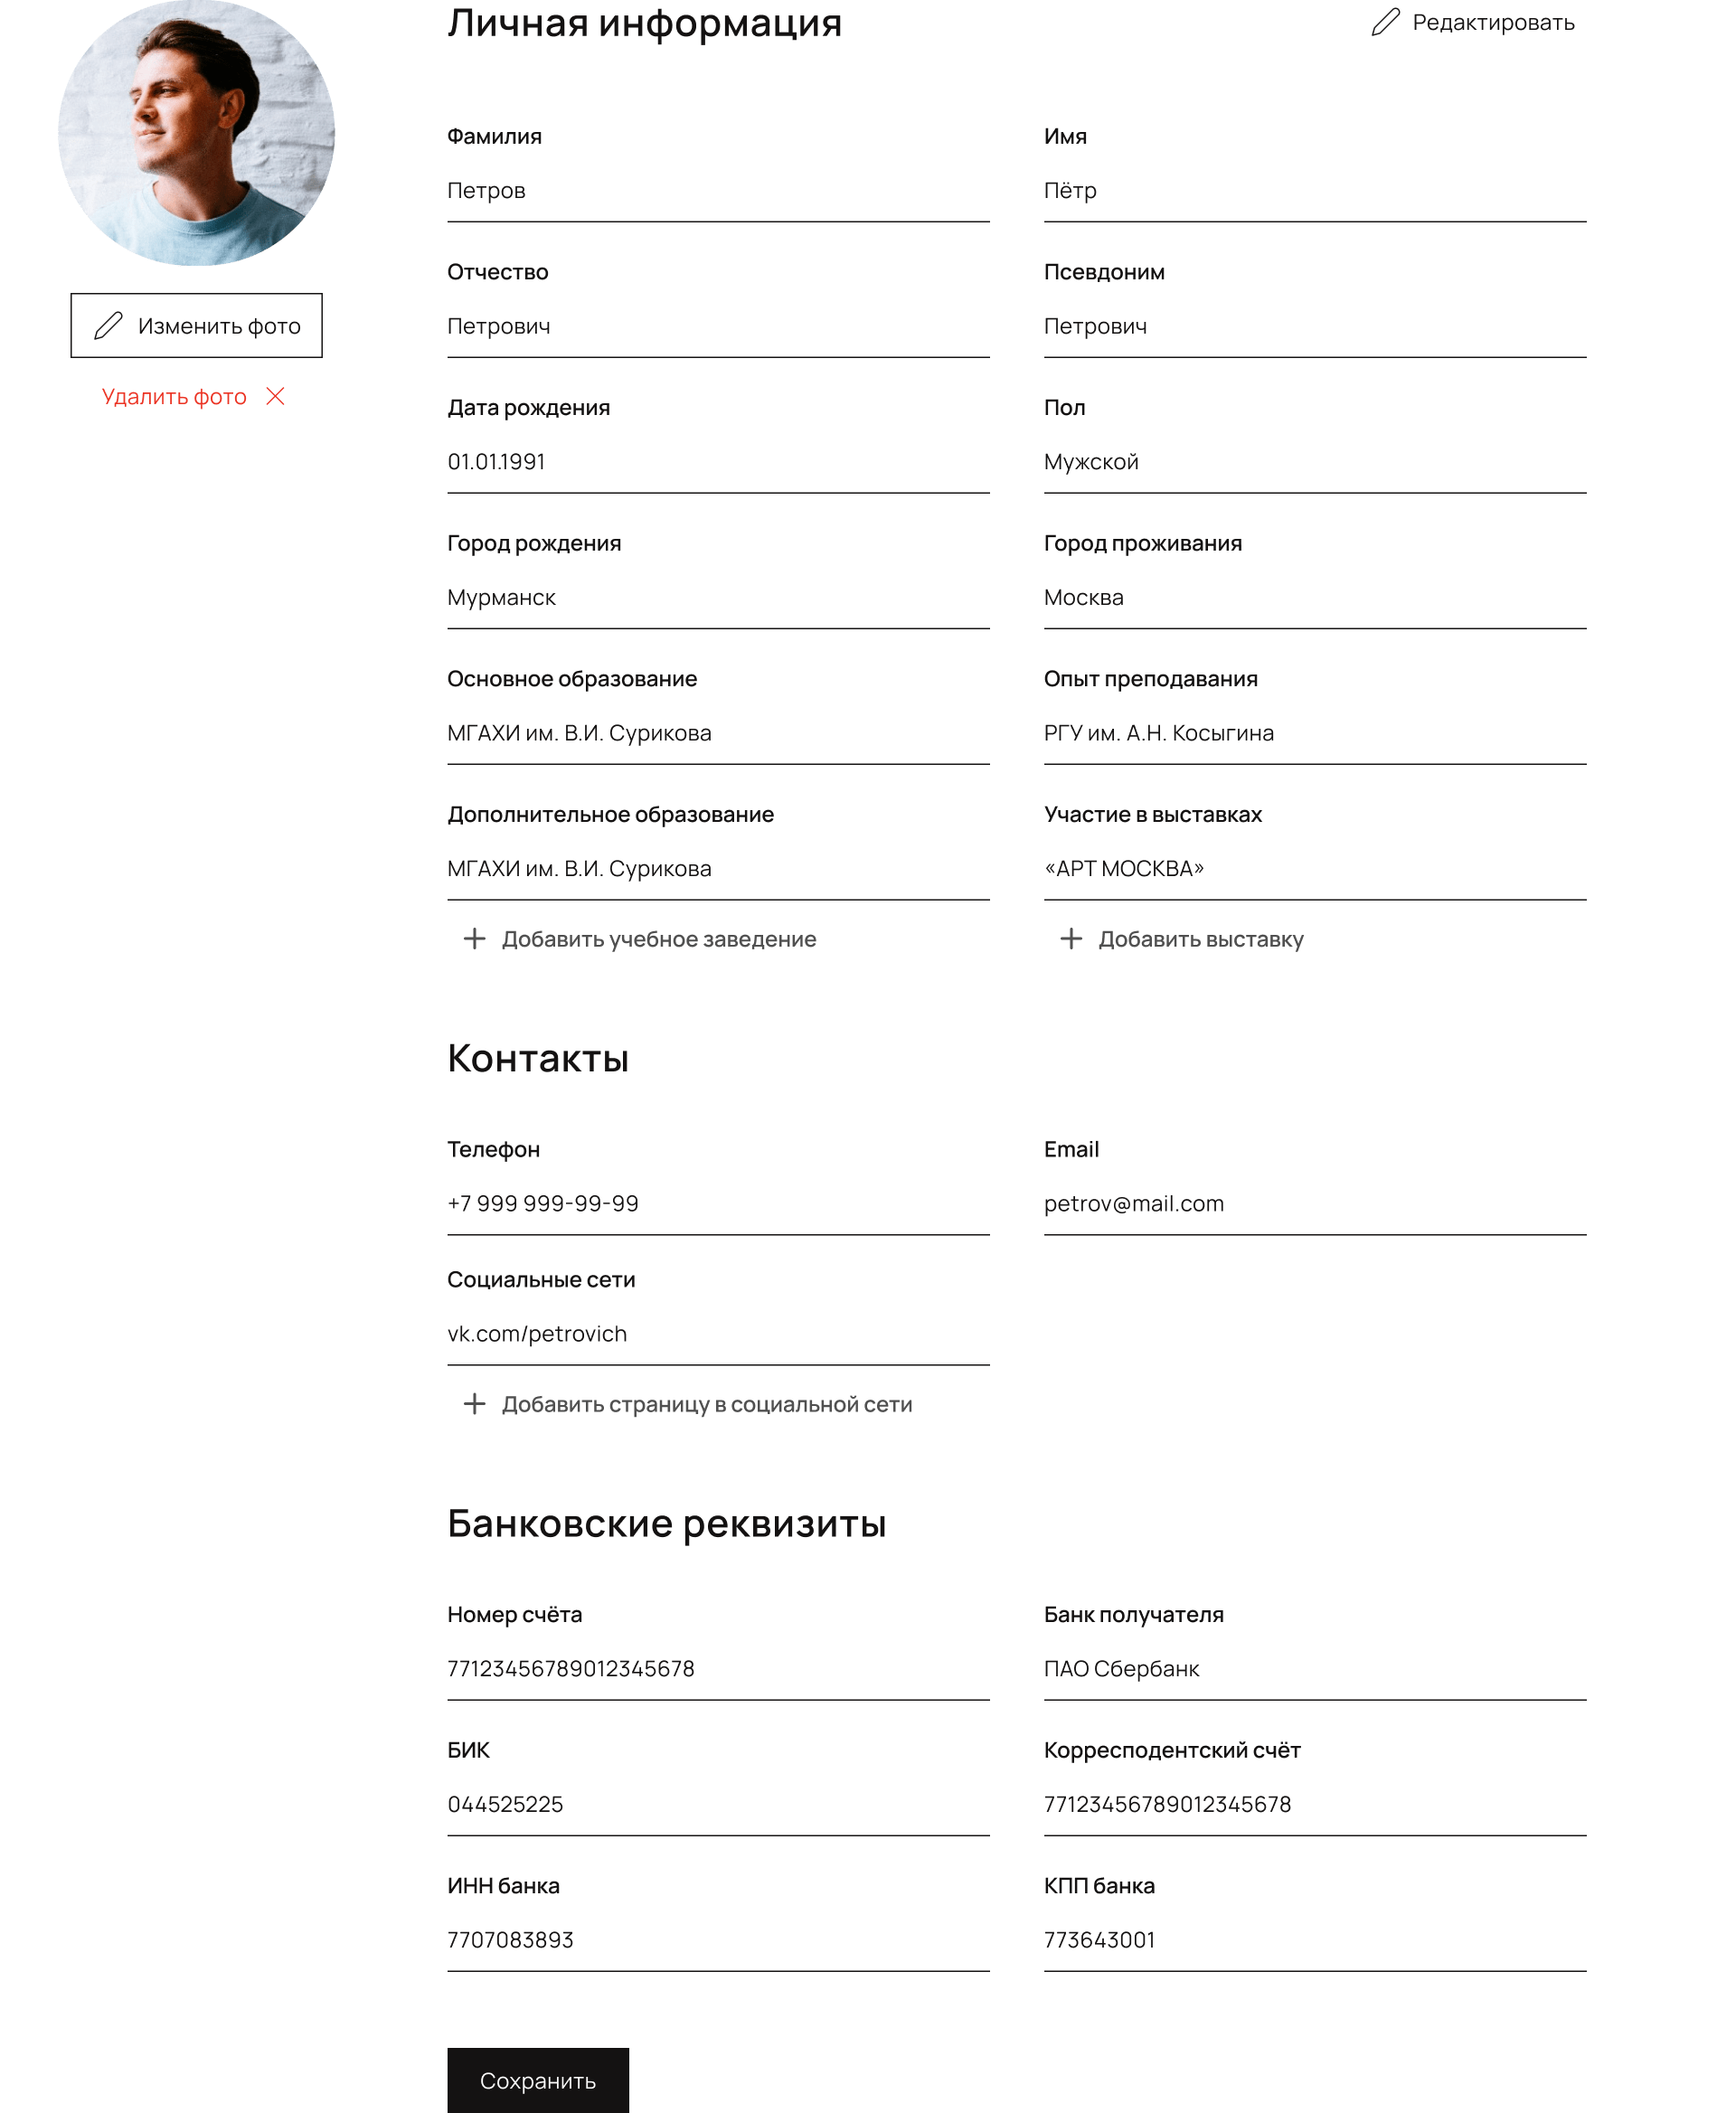 Личная информация
Редактировать
Изменить фото
Удалить фото
Фамилия
Петров
Имя
Пётр
Отчество
Петрович
Псевдоним
Петрович
Дата рождения
01.01.1991
Пол
Мужской
Город рождения
Мурманск
Город проживания
Москва
Основное образование
МГАХИ им. В.И. Сурикова
Опыт преподавания
РГУ им. А.Н. Косыгина
Дополнительное образование
МГАХИ им. В.И. Сурикова
Участие в выставках
«АРТ МОСКВА»
Добавить учебное заведение
Добавить выставку
Контакты
Телефон
+7 999 999-99-99
Email
petrov@mail.com
Социальные сети
vk.com/petrovich
Добавить страницу в социальной сети
Банковские реквизиты
Номер счёта
77123456789012345678
Банк получателя
ПАО Сбербанк
БИК
044525225
Корресподентский счёт
77123456789012345678
ИНН банка
7707083893
КПП банка
773643001
Сохранить